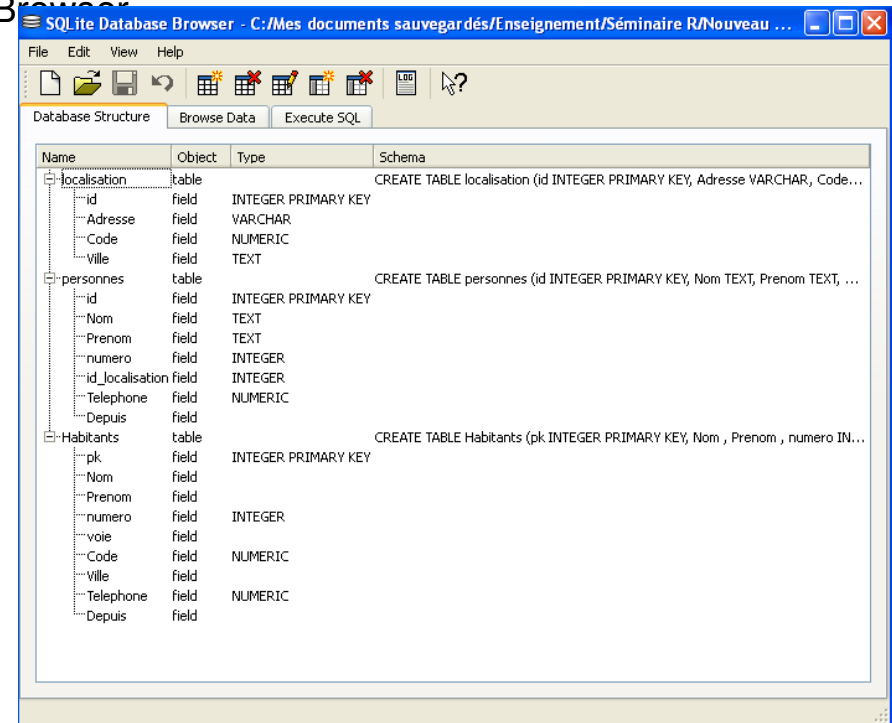 Browser
SQLite Database Browser - C:/Mes documents sauvegardés/Enseignement/Séminaire R/Nouveau ...
File Edit View Help
LOG ?
Database Structure Browse Data Execute SQL
Name Object Type Schema
localisation table CREATE TABLE localisation (id INTEGER PRIMARY KEY, Adresse VARCHAR, Code...
id field INTEGER PRIMARY KEY
Adresse field VARCHAR
Code field NUMERIC
Ville field TEXT
personnes table CREATE TABLE personnes (id INTEGER PRIMARY KEY, Nom TEXT, Prenom TEXT, ...
id field INTEGER PRIMARY KEY
Nom field TEXT
Prenom field TEXT
numero field INTEGER
id_localisation field INTEGER
Telephone field NUMERIC
Depuis field
Habitants table CREATE TABLE Habitants (pk INTEGER PRIMARY KEY, Nom , Prenom , numero IN...
pk field INTEGER PRIMARY KEY
Nom field
Prenom field
numero field INTEGER
voie field
Code field NUMERIC
Ville field
Telephone field NUMERIC
Depuis field